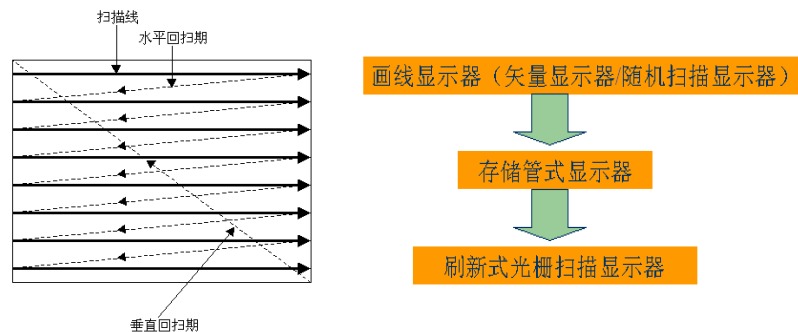 扫描线
水平回扫期
垂直回扫期
画线显示器（矢量显示器/随机扫描显示器）
存储管式显示器
刷新式光栅扫描显示器